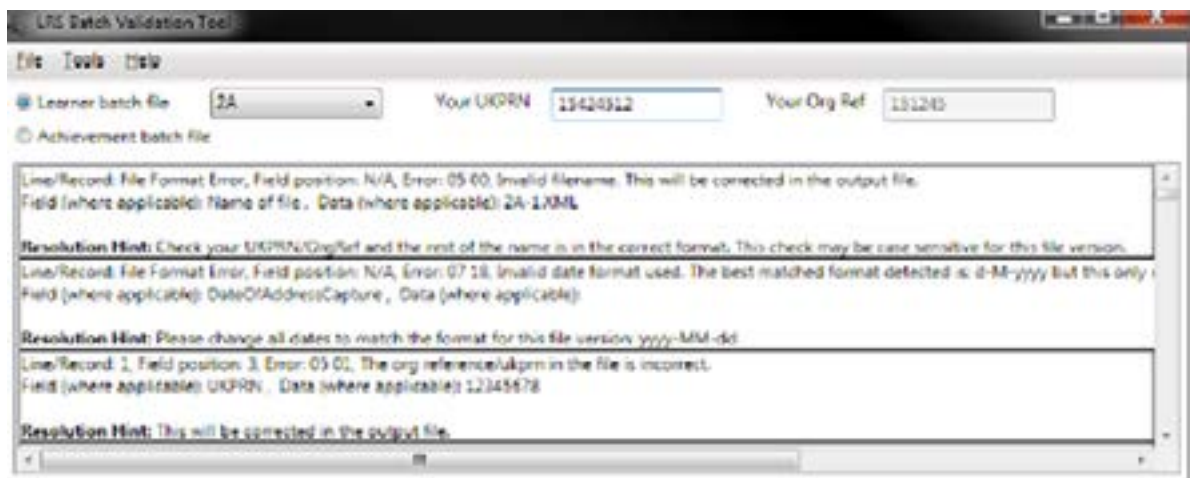 LRS Batch Validation Tool
File Tools Help
Learner batch file 2A Your UKPRN 15424512 Your Org Ref 151245
Achievement batch file
Line/Record: File Format Error, Field position: N/A, Error: 05 00, Invalid filename. This will be corrected in the output file.
Field (where applicable): Name of file , Data (where applicable): 2A-1.XML
Resolution Hint: Check your UKPRN/OrgRef and the rest of the name is in the correct format. This check may be case sensitive for this file version.
Line/Record: File Format Error, Field position: N/A, Error: 07 18, Invalid date format used. The best matched format detected is: d-M-yyyy but this only
Field (where applicable): DateOfAddressCapture , Data (where applicable):
Resolution Hint: Please change all dates to match the format for this file version: yyyy-MM-dd
Line/Record: 1, Field position: 3, Error: 05 01, The org reference/ukprn in the file is incorrect.
Field (where applicable): UKPRN , Data (where applicable): 12345678
Resolution Hint: This will be corrected in the output file.